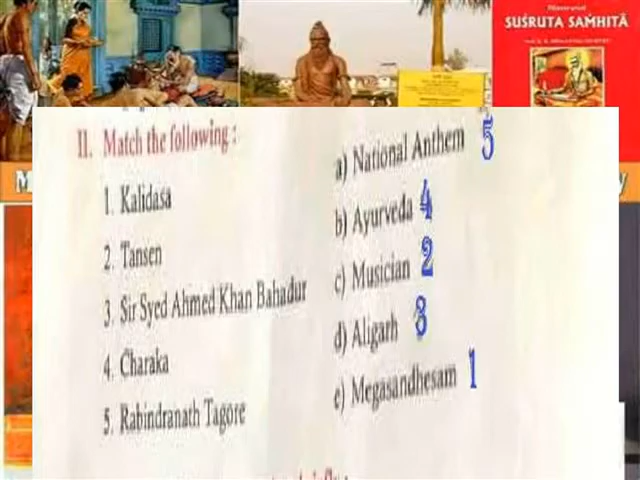 SUŚRUTA SAṀHITĀ
II. Match the following :
1. Kalidasa
2. Tansen
3. Sir Syed Ahmed Khan Bahadur
4. Charaka
5. Rabindranath Tagore
a) National Anthem 5
b) Ayurveda 4
c) Musician 2
d) Aligarh 3
e) Megasandhesam 1